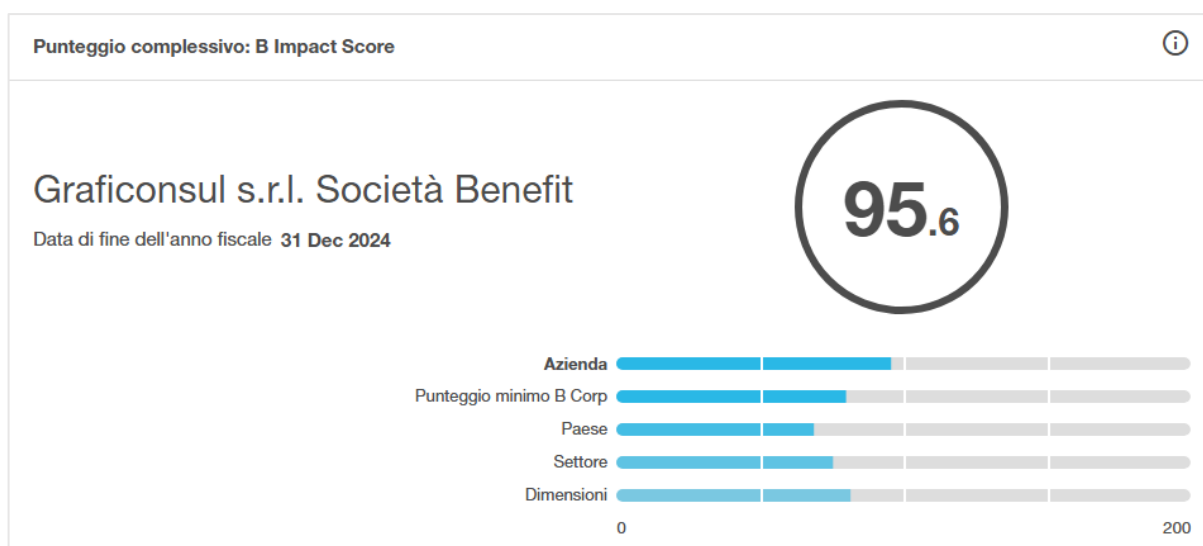 Punteggio complessivo: B Impact Score
Graficonsul s.r.l. Società Benefit
Data di fine dell'anno fiscale 31 Dec 2024
95.6
Azienda
Punteggio minimo B Corp
Paese
Settore
Dimensioni
0 200